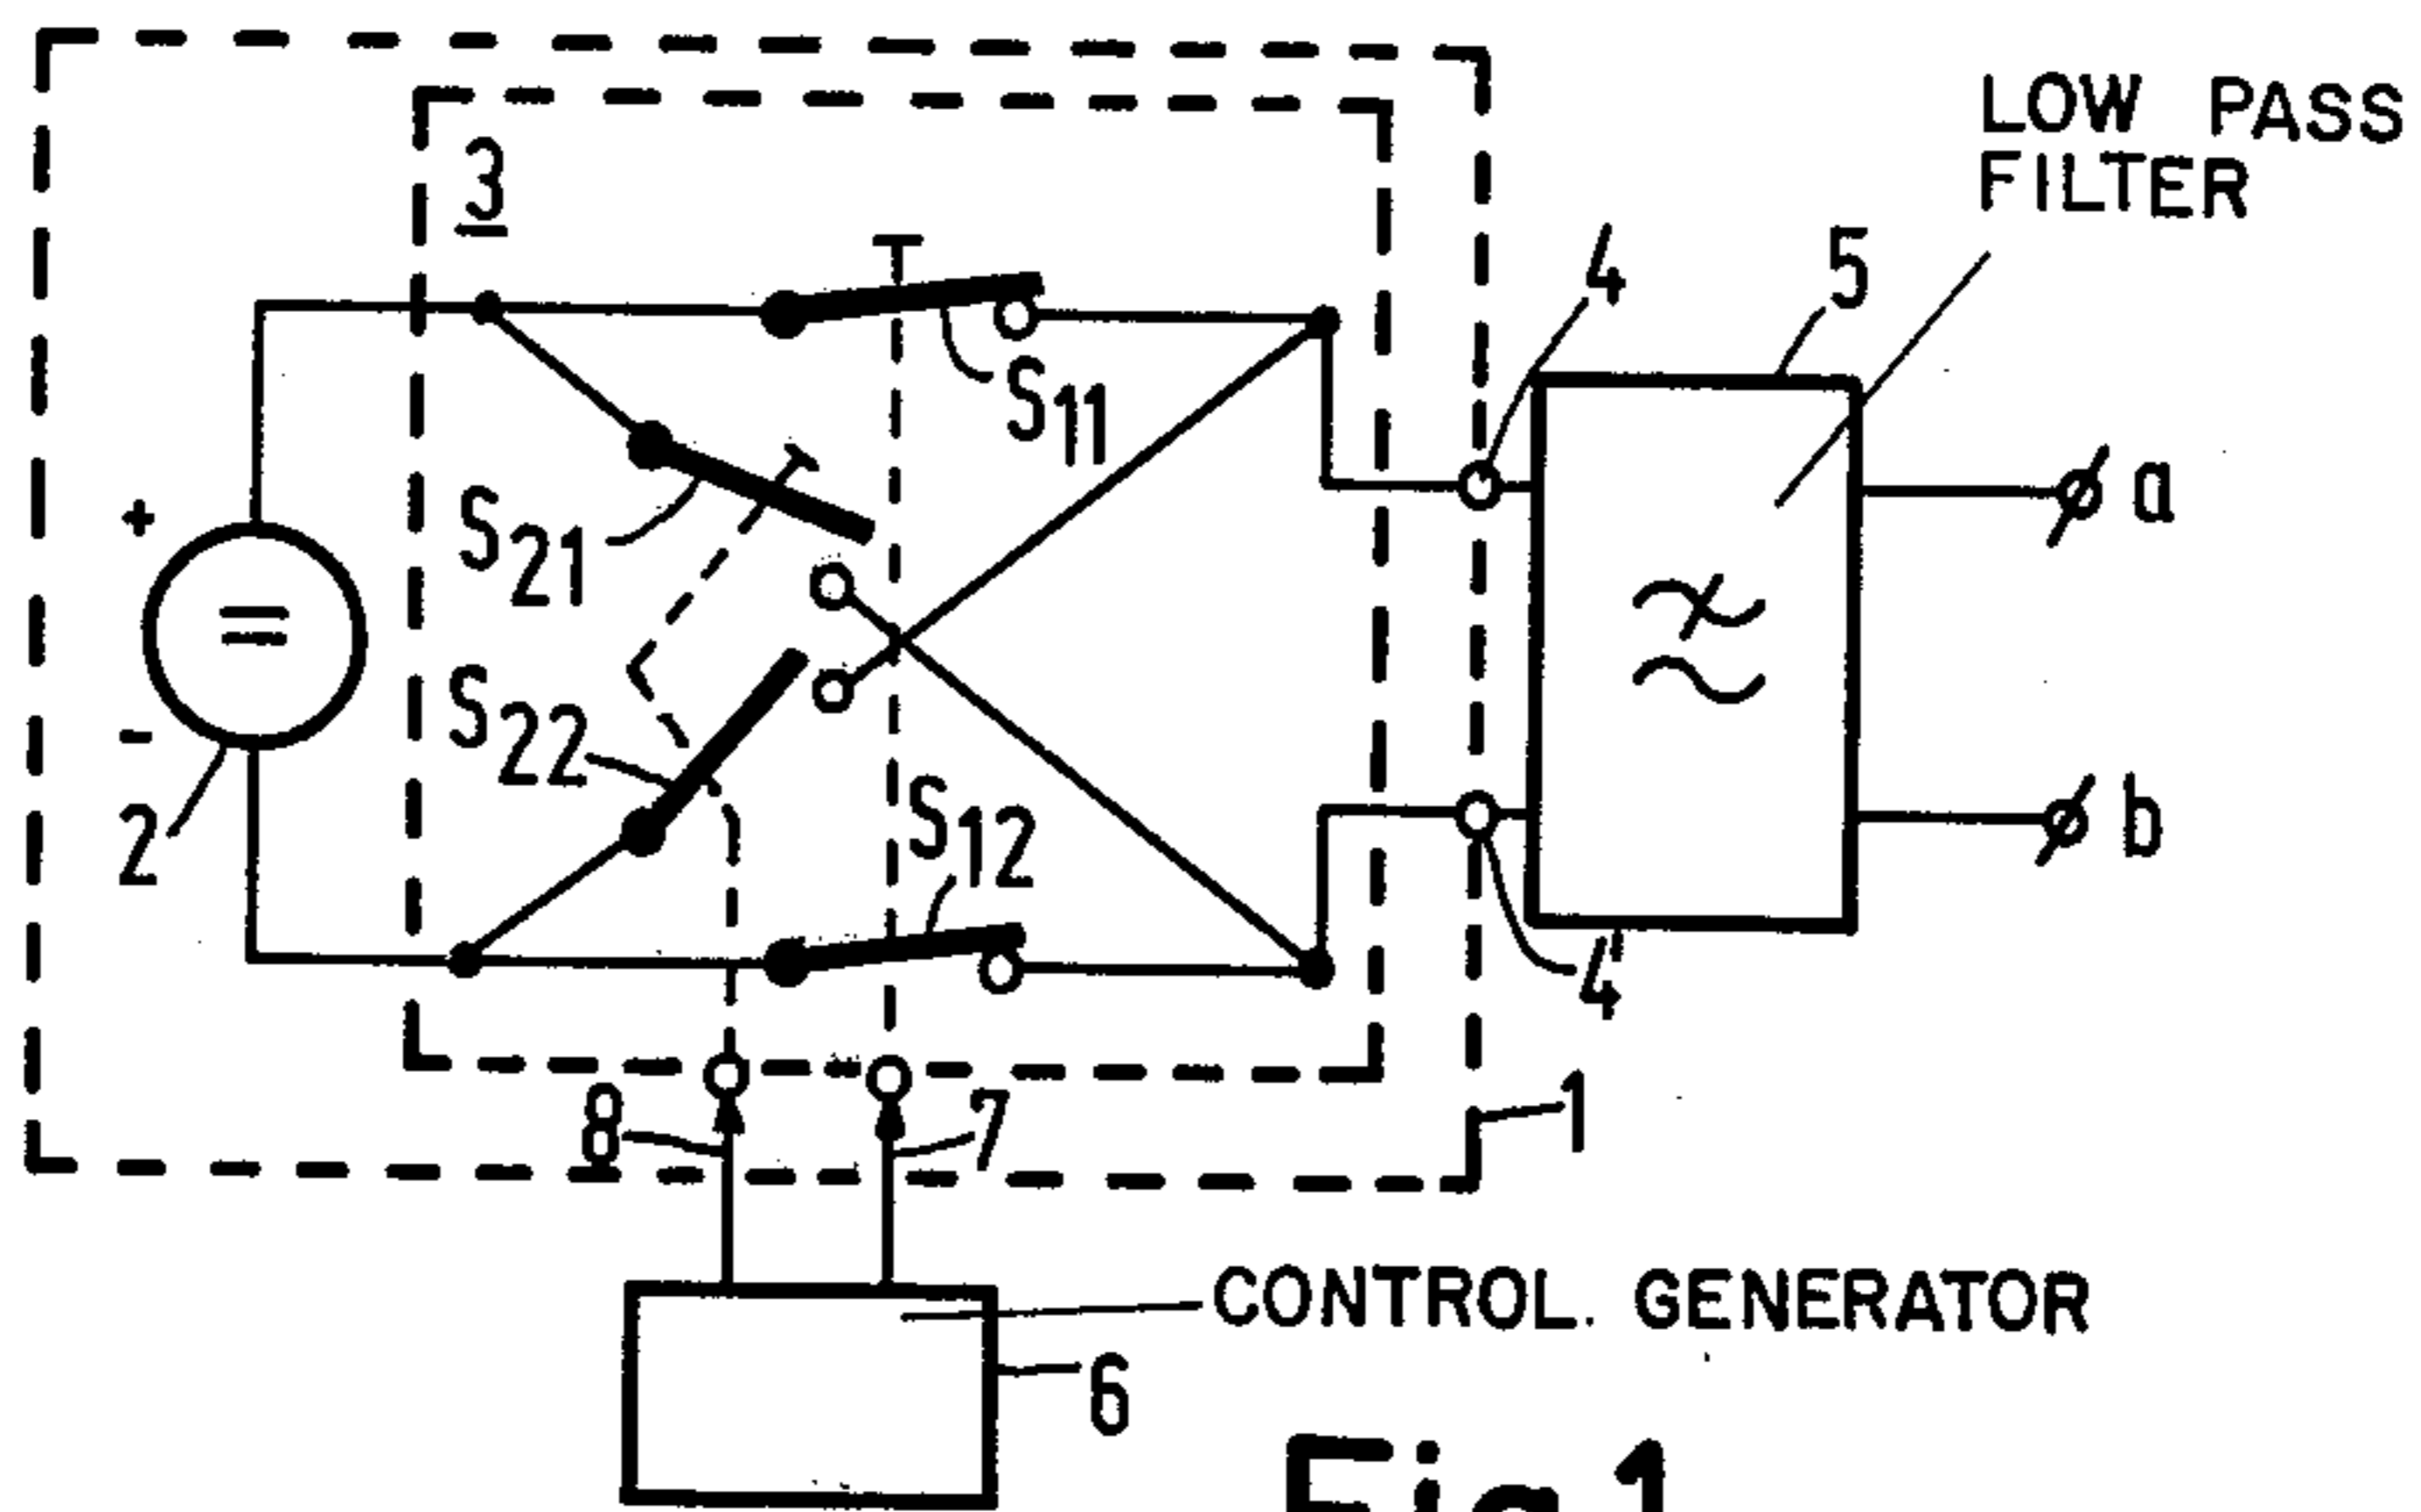 LOW PASS
FILTER
3
4
5
S11
a
+
S21
=
S22
-
S12
b
2
4'
8
7
1
CONTROL. GENERATOR
6
Fig.1